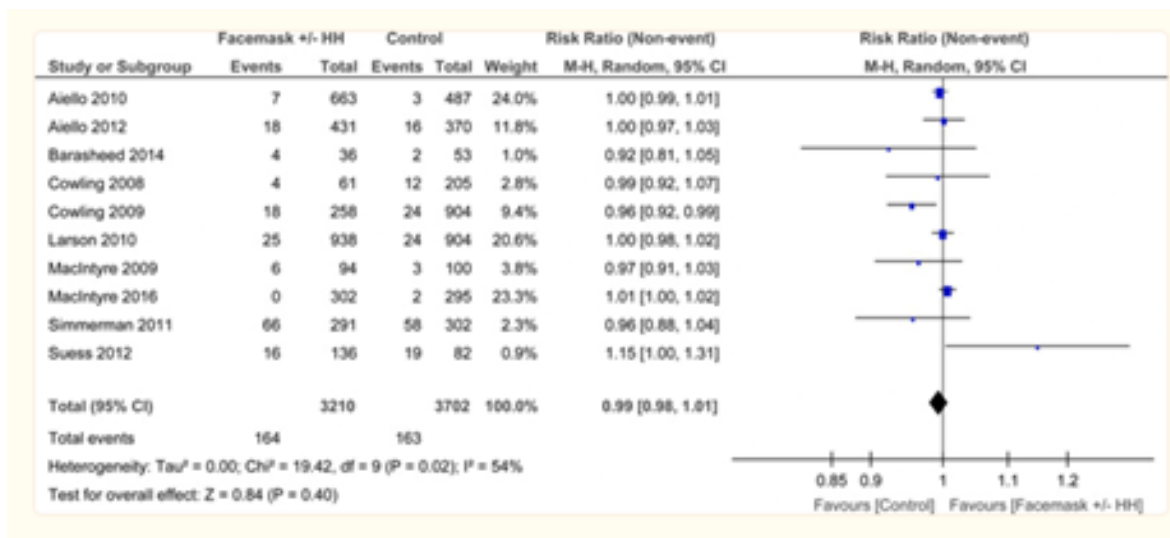 Facemask +/- HH Control Risk Ratio (Non-event) Risk Ratio (Non-event)
Study or Subgroup Events Total Events Total Weight M-H, Random, 95% CI M-H, Random, 95% CI
Aiello 2010 7 663 3 487 24.0% 1.00 [0.99, 1.01]
Aiello 2012 18 431 16 370 11.8% 1.00 [0.97, 1.03]
Barasheed 2014 4 36 2 53 1.0% 0.92 [0.81, 1.05]
Cowling 2008 4 61 12 205 2.8% 0.99 [0.92, 1.07]
Cowling 2009 18 258 24 904 9.4% 0.96 [0.92, 0.99]
Larson 2010 25 938 24 904 20.6% 1.00 [0.98, 1.02]
MacIntyre 2009 6 94 3 100 3.8% 0.97 [0.91, 1.03]
MacIntyre 2016 0 302 2 295 23.3% 1.01 [1.00, 1.02]
Simmerman 2011 66 291 58 302 2.3% 0.96 [0.88, 1.04]
Suess 2012 16 136 19 82 0.9% 1.15 [1.00, 1.31]
Total (95% CI) 3210 3702 100.0% 0.99 [0.98, 1.01]
Total events 164 163
Heterogeneity: Tau² = 0.00; Chi² = 19.42, df = 9 (P = 0.02); I² = 54%
Test for overall effect: Z = 0.84 (P = 0.40)
0.85 0.9 1 1.1 1.2
Favours [Control] Favours [Facemask +/- HH]